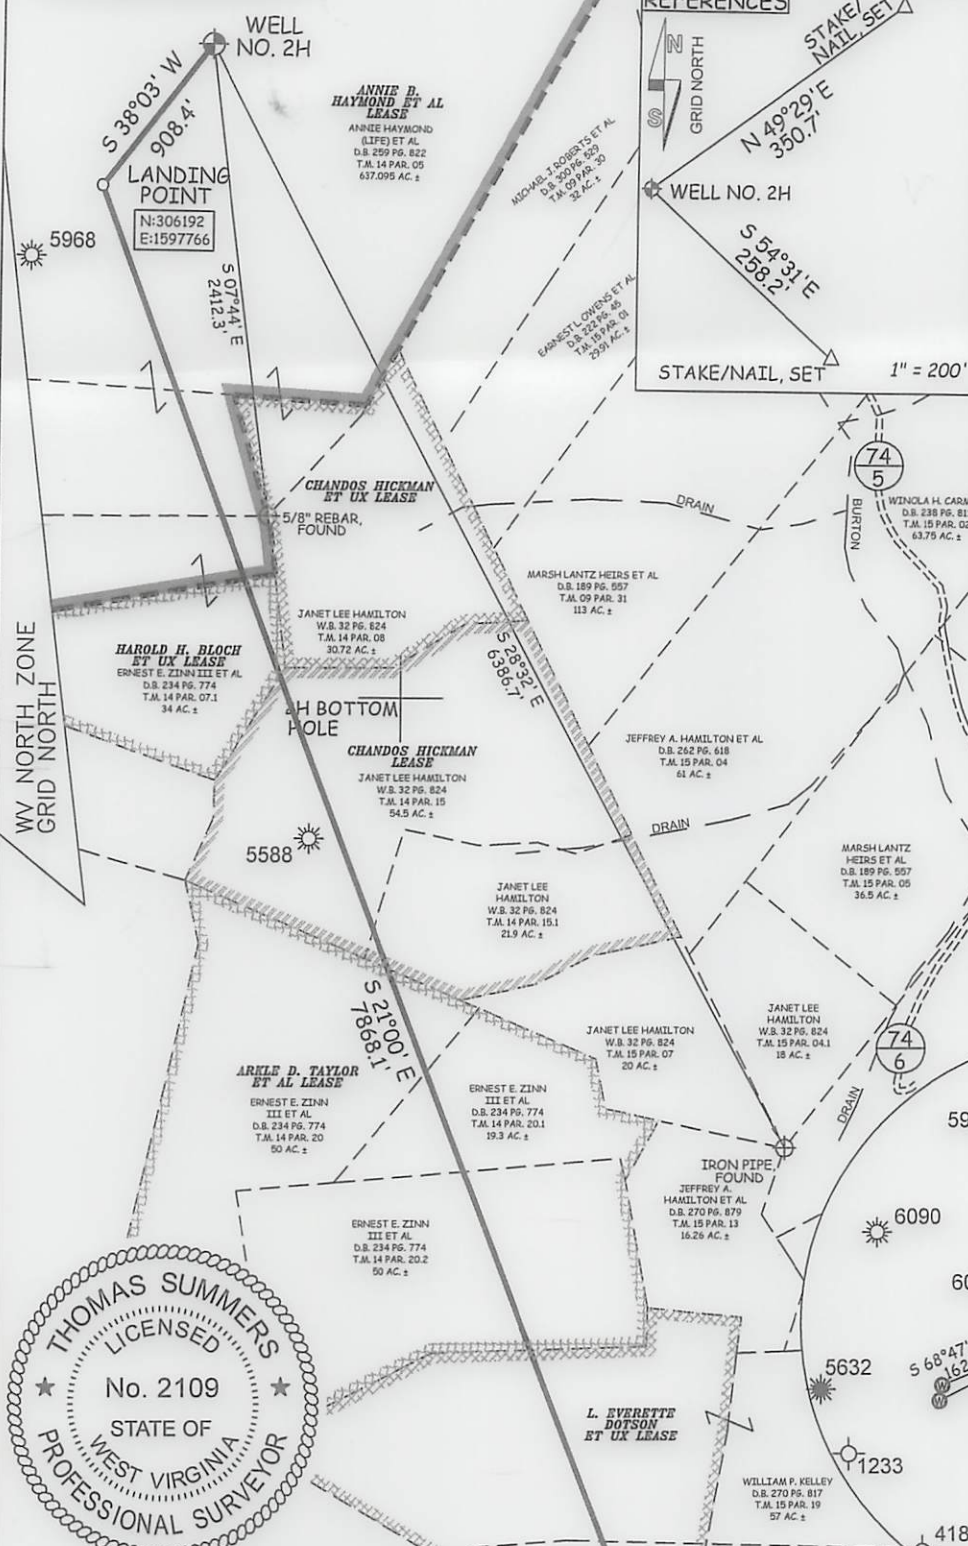 WELL
NO. 2H
S 38°03' W
908.4'
LANDING
POINT
N:306192
E:1597766
5968
S 07°44' E
2412.3'
ANNIE B.
HAYMOND ET AL
LEASE
ANNIE HAYMOND
(LIFE) ET AL
D.B. 259 PG. 822
T.M. 14 PAR. 05
637.095 AC. ±
MICHAEL J. ROBERTS ET AL
D.B. 300 PG. 529
T.M. 09 PAR. 30
32 AC. ±
EARNEST L. OWENS ET AL
D.B. 222 PG. 45
T.M. 15 PAR. 01
29.91 AC. ±
REFERENCES
N
S
GRID NORTH
STAKE/
NAIL, SET
N 49°29' E
350.7'
WELL NO. 2H
S 54°31' E
258.2'
STAKE/NAIL, SET
1" = 200'
74
5
BURTON
WINOLA H.
D.B. 238 PG.
T.M. 15 PAR.
63.75 AC. ±
CHANDOS HICKMAN
ET UX LEASE
5/8" REBAR,
FOUND
DRAIN
MARSH LANTZ HEIRS ET AL
D.B. 189 PG. 557
T.M. 09 PAR. 31
113 AC. ±
JANET LEE HAMILTON
W.B. 32 PG. 824
T.M. 14 PAR. 08
30.72 AC. ±
HAROLD H. BLOCH
ET UX LEASE
ERNEST E. ZINN III ET AL
D.B. 234 PG. 774
T.M. 14 PAR. 07.1
34 AC. ±
WV NORTH ZONE
GRID NORTH
S 28°32' E
6386.7'
2H BOTTOM
HOLE
CHANDOS HICKMAN
LEASE
JANET LEE HAMILTON
W.B. 32 PG. 824
T.M. 14 PAR. 15
54.5 AC. ±
JEFFREY A. HAMILTON ET AL
D.B. 262 PG. 618
T.M. 15 PAR. 04
61 AC. ±
DRAIN
5588
MARSH LANTZ
HEIRS ET AL
D.B. 189 PG. 557
T.M. 15 PAR. 05
36.5 AC. ±
JANET LEE
HAMILTON
W.B. 32 PG. 824
T.M. 14 PAR. 15.1
21.9 AC. ±
S 21°00' E
7868.1'
JANET LEE HAMILTON
W.B. 32 PG. 824
T.M. 15 PAR. 07
20 AC. ±
JANET LEE
HAMILTON
W.B. 32 PG. 824
T.M. 15 PAR. 04.1
18 AC. ±
74
6
DRAIN
ARKLE D. TAYLOR
ET AL LEASE
ERNEST E. ZINN
III ET AL
D.B. 234 PG. 774
T.M. 14 PAR. 20
50 AC. ±
ERNEST E. ZINN
III ET AL
D.B. 234 PG. 774
T.M. 14 PAR. 20.1
19.3 AC. ±
IRON PIPE,
FOUND
JEFFREY A.
HAMILTON ET AL
D.B. 270 PG. 879
T.M. 15 PAR. 13
16.26 AC. ±
ERNEST E. ZINN
III ET AL
D.B. 234 PG. 774
T.M. 14 PAR. 20.2
50 AC. ±
6090
5632
S 68°47'
162
W
W
1233
418
L. EVERETTE
DOTSON
ET UX LEASE
WILLIAM P. KELLEY
D.B. 270 PG. 817
T.M. 15 PAR. 19
57 AC. ±
THOMAS SUMMERS
LICENSED
No. 2109
STATE OF
WEST VIRGINIA
PROFESSIONAL SURVEYOR